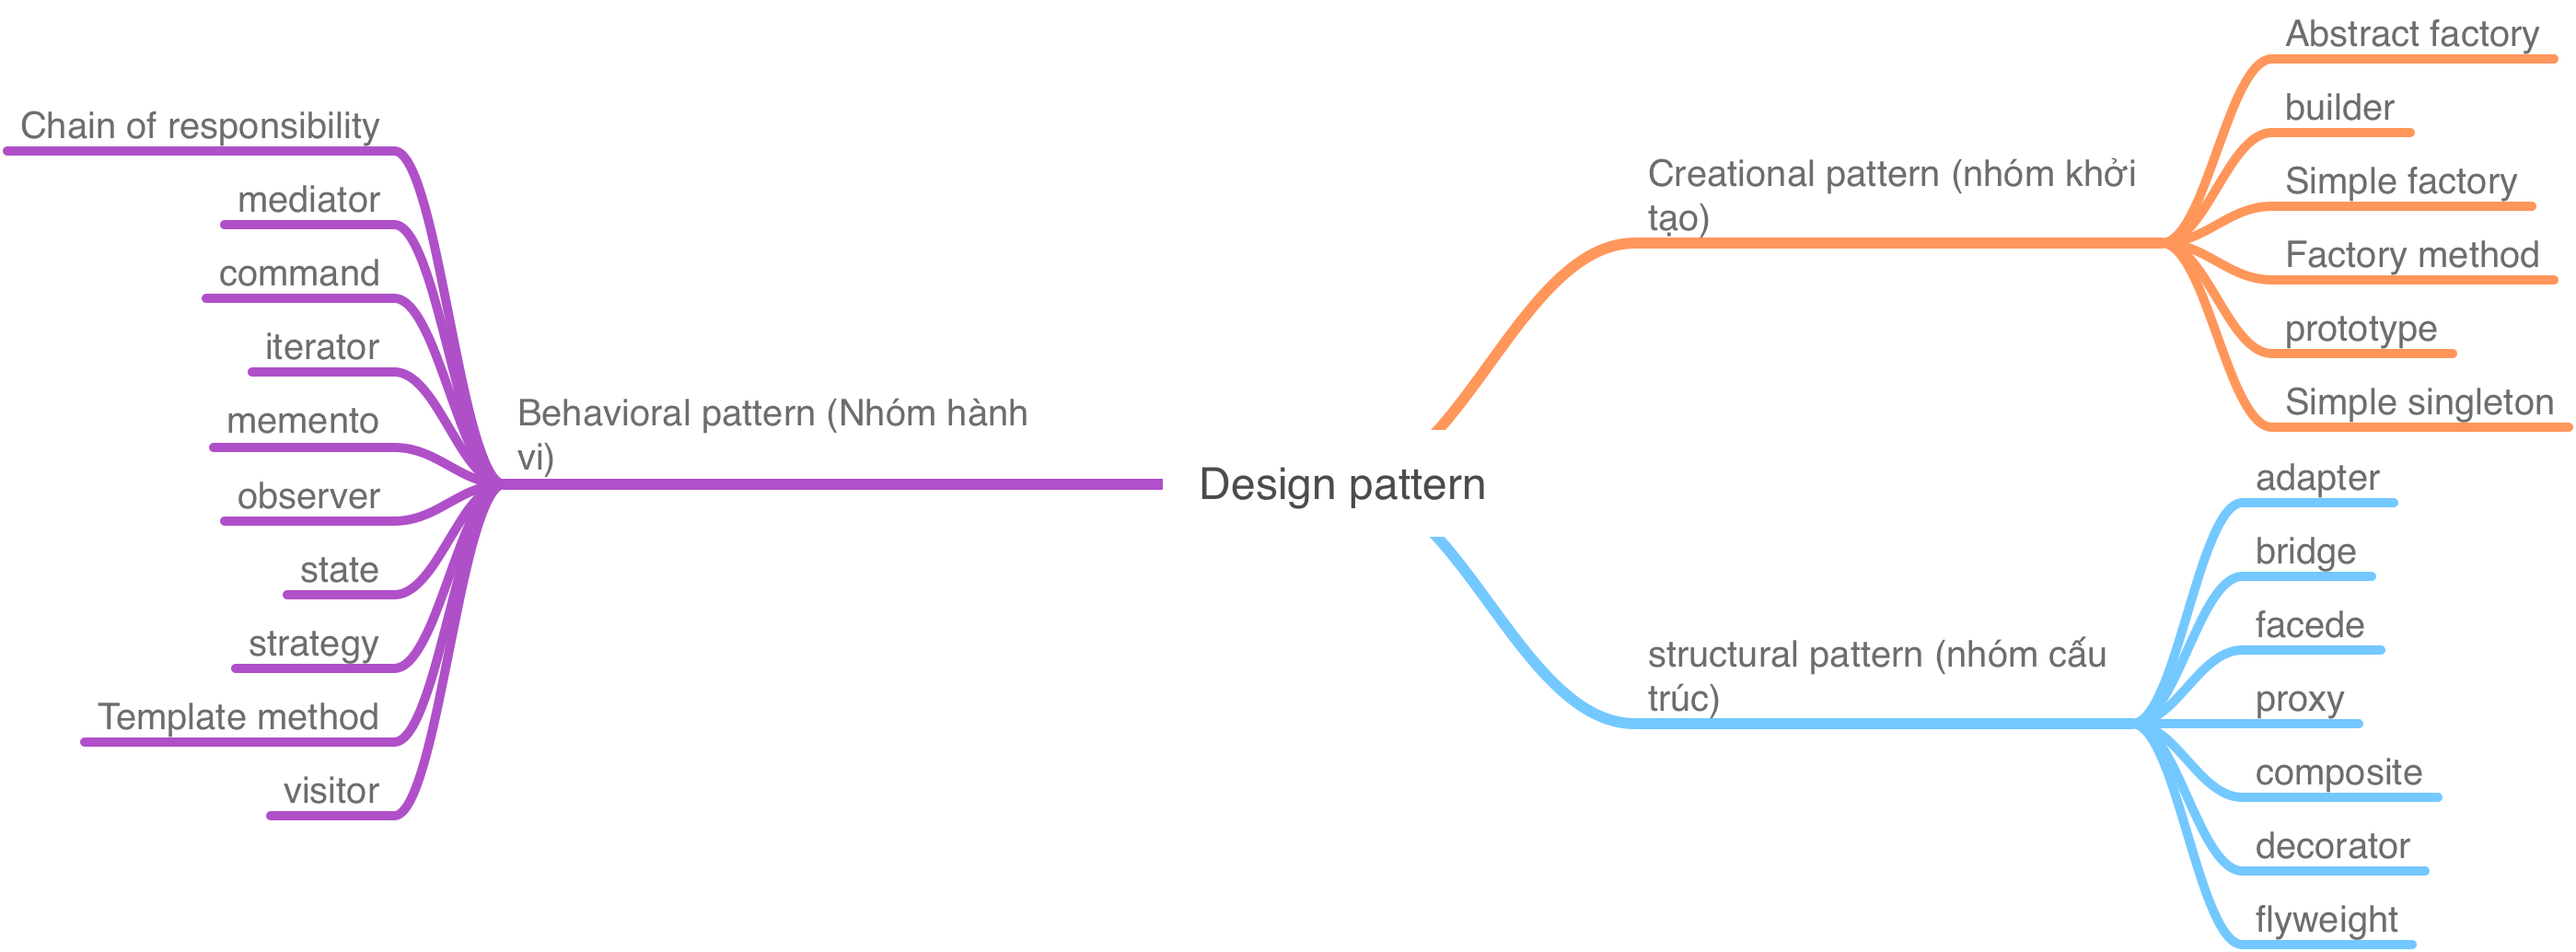 Design pattern
Behavioral pattern (Nhóm hành
vi)
Chain of responsibility
mediator
command
iterator
memento
observer
state
strategy
Template method
visitor
Creational pattern (nhóm khởi
tạo)
Abstract factory
builder
Simple factory
Factory method
prototype
Simple singleton
structural pattern (nhóm cấu
trúc)
adapter
bridge
facede
proxy
composite
decorator
flyweight